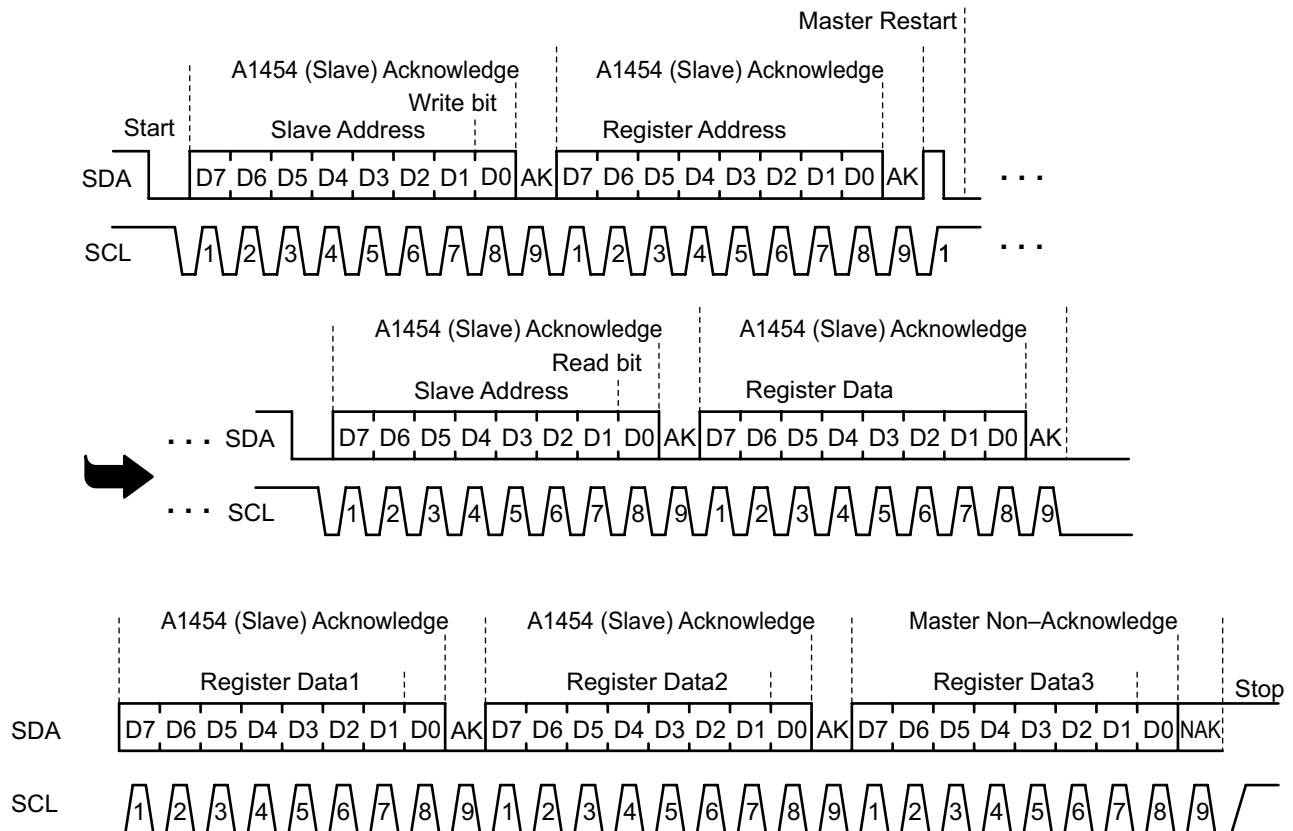 Master Restart
A1454 (Slave) Acknowledge A1454 (Slave) Acknowledge
Write bit
Start Slave Address Register Address
SDA D7 D6 D5 D4 D3 D2 D1 D0 AK D7 D6 D5 D4 D3 D2 D1 D0 AK . . .
SCL 1 2 3 4 5 6 7 8 9 1 2 3 4 5 6 7 8 9 1 . . .
A1454 (Slave) Acknowledge A1454 (Slave) Acknowledge
Read bit
Slave Address Register Data
. . . SDA D7 D6 D5 D4 D3 D2 D1 D0 AK D7 D6 D5 D4 D3 D2 D1 D0 AK
. . . SCL 1 2 3 4 5 6 7 8 9 1 2 3 4 5 6 7 8 9
A1454 (Slave) Acknowledge A1454 (Slave) Acknowledge Master Non–Acknowledge
Register Data1 Register Data2 Register Data3 Stop
SDA D7 D6 D5 D4 D3 D2 D1 D0 AK D7 D6 D5 D4 D3 D2 D1 D0 AK D7 D6 D5 D4 D3 D2 D1 D0 NAK
SCL 1 2 3 4 5 6 7 8 9 1 2 3 4 5 6 7 8 9 1 2 3 4 5 6 7 8 9